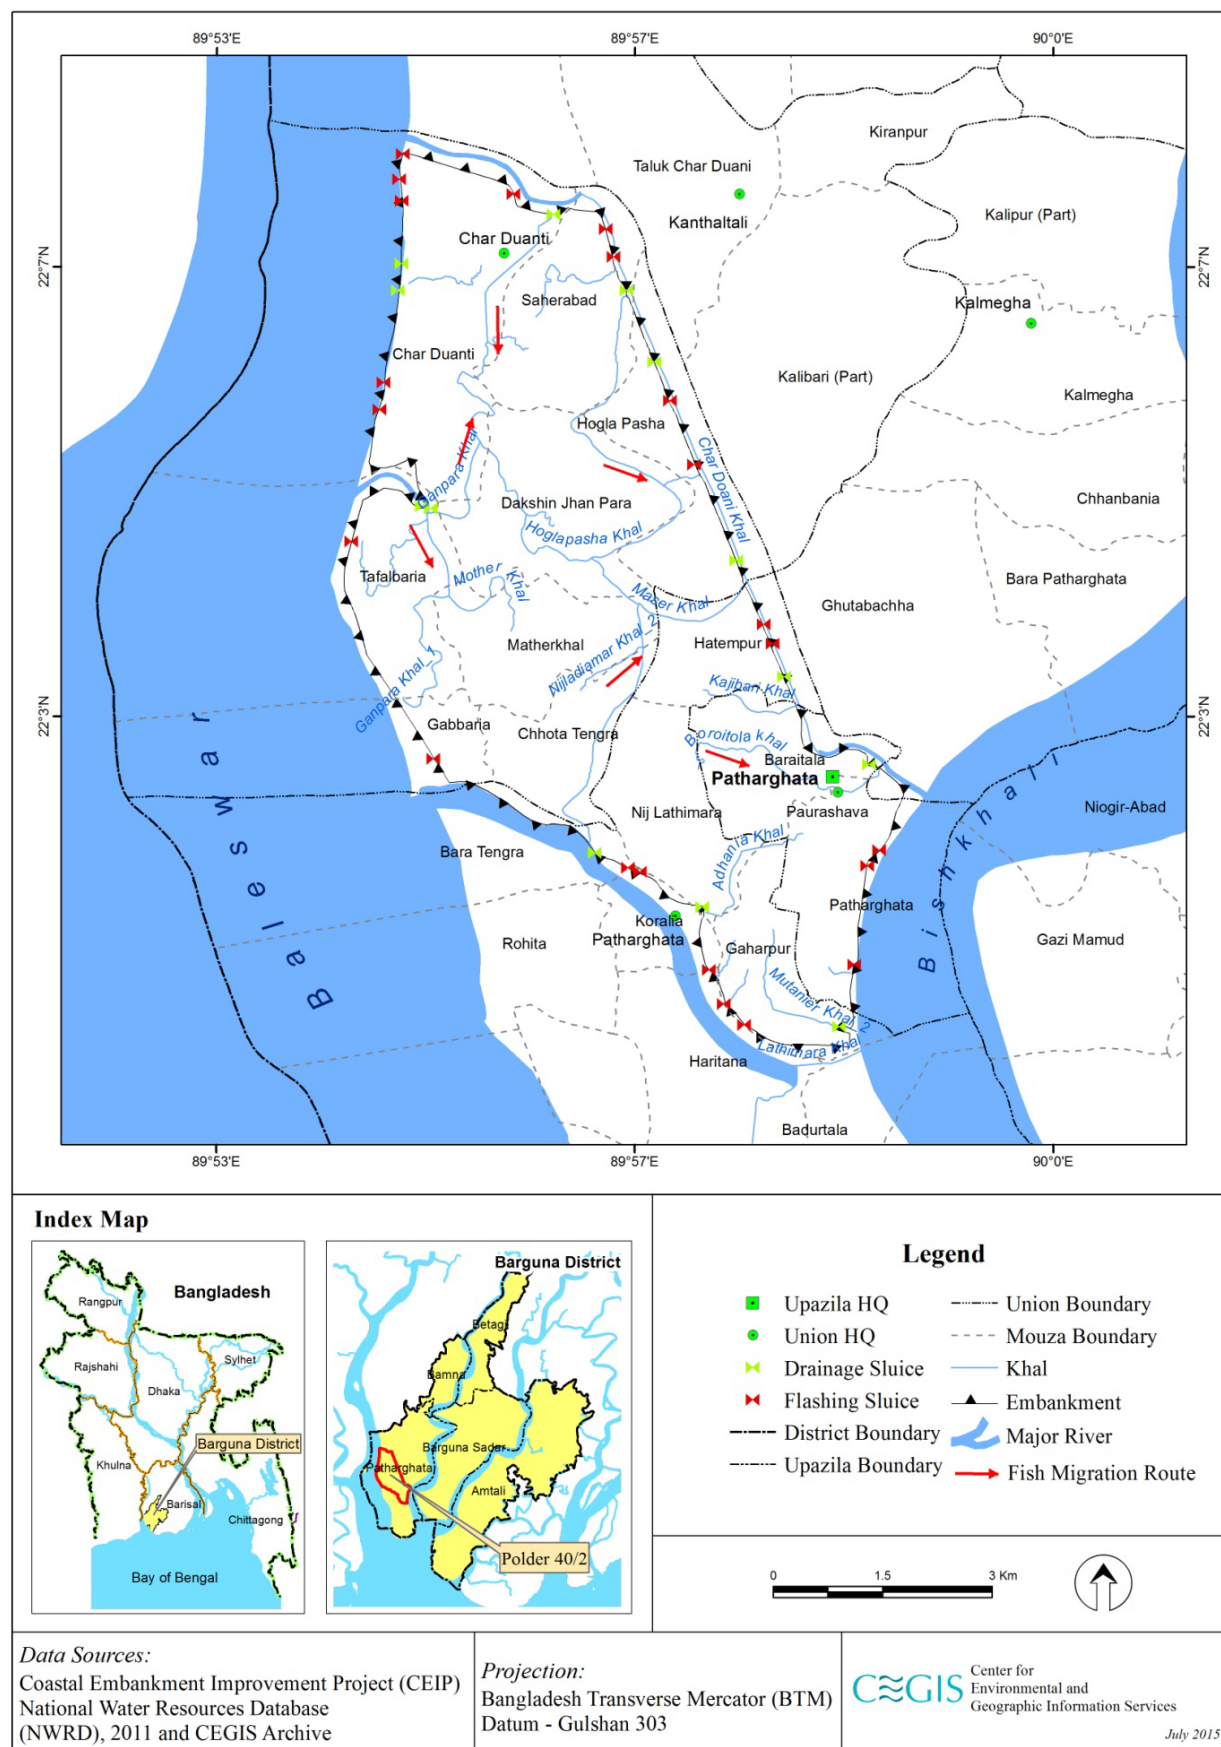 89°53'E
89°57'E
90°0'E
Kiranpur
Taluk Char Duani
Kanthaltali
Kalipur (Part)
Char Duanti
22°7'N
22°7'N
Saherabad
Kalmegha
Char Duanti
Kalibari (Part)
Kalmegha
Hogla Pasha
Ganpara Khal
Char Doani Khal
Dakshin Jhan Para
Chhanbania
Hoglapasha Khal
Tafalbaria
Mother Khal
Bara Patharghata
Maser Khal
Ghutabachha
Matherkhal
Hatempur
Nijladiamar Khal_2
Ganpara Khal_1
Kajibari Khal
Gabbaria
Chhota Tengra
22°3'N
22°3'N
Boroitola khal
Baraitala
Patharghata
Baleswar
Bishkhali
Nij Lathimara
Paurashava
Niogir-Abad
Bara Tengra
Adhania Khal
Koralia
Patharghata
Patharghata
Rohita
Gaharpur
Gazi Mamud
Mutanier Khal_2
Lathimara Khal
Haritana
Badurtala
89°53'E
89°57'E
90°0'E
Index Map
Bangladesh
Rangpur
Rajshahi
Sylhet
Dhaka
Barguna District
Khulna
Barisal
Chittagong
Bay of Bengal
Barguna District
Betagi
Bamna
Barguna Sadar
Patharghata
Amtali
Polder 40/2
Legend
Upazila HQ
Union HQ
Drainage Sluice
Flashing Sluice
District Boundary
Upazila Boundary
Union Boundary
Mouza Boundary
Khal
Embankment
Major River
Fish Migration Route
0 1.5 3 Km
Data Sources:
Coastal Embankment Improvement Project (CEIP)
National Water Resources Database
(NWRD), 2011 and CEGIS Archive
Projection:
Bangladesh Transverse Mercator (BTM)
Datum - Gulshan 303
CEGIS
Center for
Environmental and
Geographic Information Services
July 2015